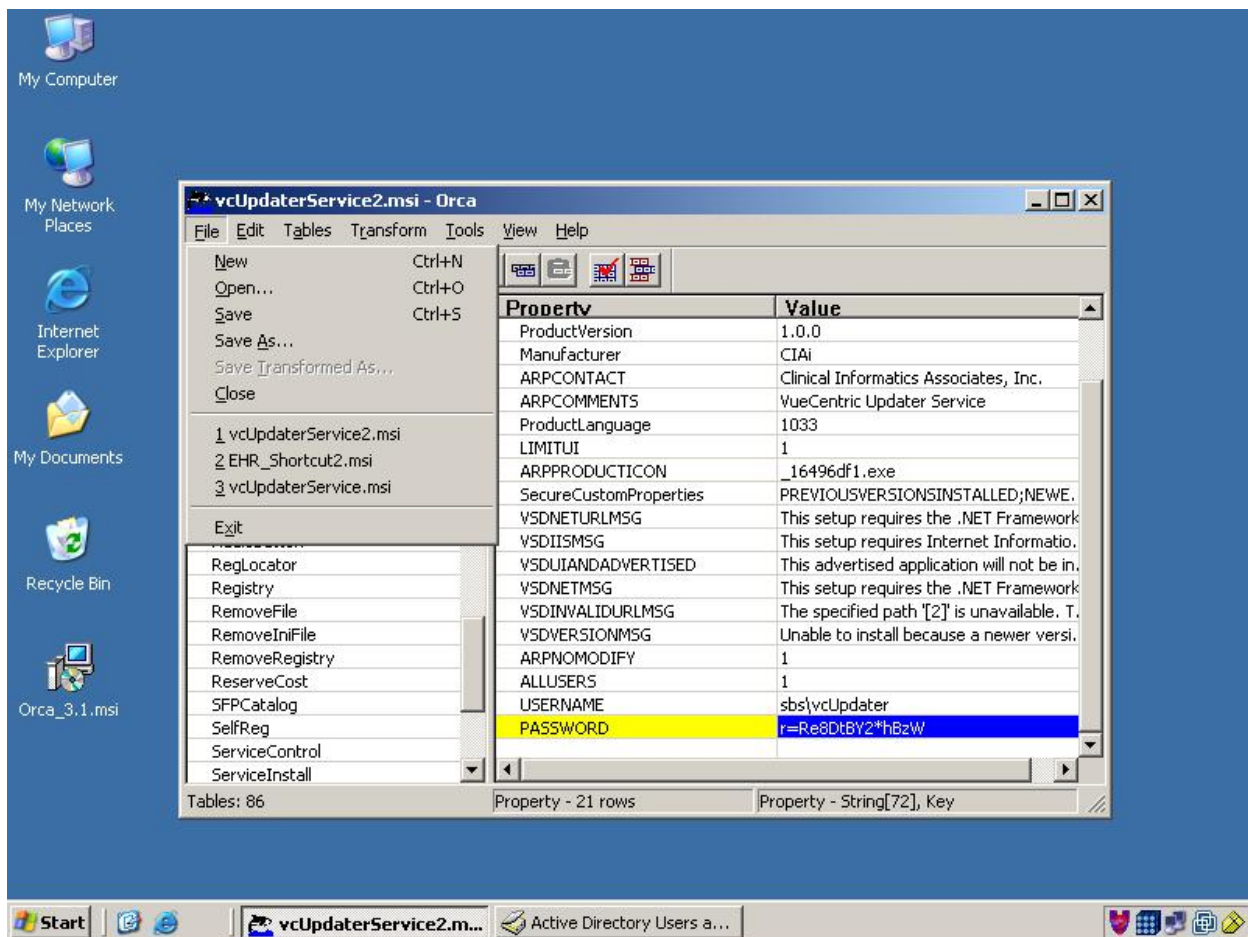 My Computer
My Network
Places
Internet
Explorer
My Documents
Recycle Bin
Orca_3.1.msi
vcUpdaterService2.msi - Orca
File Edit Tables Transform Tools View Help
New Ctrl+N
Open... Ctrl+O
Save Ctrl+S
Save As...
Save Transformed As...
Close
1 vcUpdaterService2.msi
2 EHR_Shortcut2.msi
3 vcUpdaterService.msi
Exit
RegLocator
Registry
RemoveFile
RemoveIniFile
RemoveRegistry
ReserveCost
SFPCatalog
SelfReg
ServiceControl
ServiceInstall
Property Value
ProductVersion 1.0.0
Manufacturer CIAi
ARPCONTACT Clinical Informatics Associates, Inc.
ARPCOMMENTS VueCentric Updater Service
ProductLanguage 1033
LIMITUI 1
ARPPRODUCTICON _16496df1.exe
SecureCustomProperties PREVIOUSVERSIONSINSTALLED;NEWE.
VSDNETURLMSG This setup requires the .NET Framework
VSDIISMSG This setup requires Internet Informatio.
VSDUIANDADVERTISED This advertised application will not be in.
VSDNETMSG This setup requires the .NET Framework
VSDINVALIDURLMSG The specified path '[2]' is unavailable. T.
VSDVERSIONMSG Unable to install because a newer versi.
ARPNOMODIFY 1
ALLUSERS 1
USERNAME sbs\vcUpdater
PASSWORD r=Re8DtBY2*hBzW
Tables: 86 Property - 21 rows Property - String[72], Key
Start vcUpdaterService2.m... Active Directory Users a...